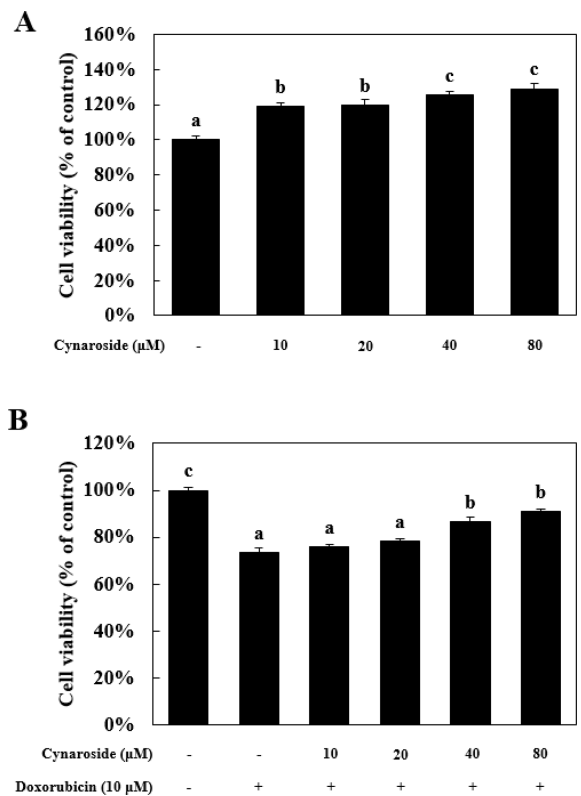 A
Cell viability (% of control)
160%
140%
120%
100%
80%
60%
40%
20%
0%
a b b c c
Cynaroside (μM) - 10 20 40 80
B
Cell viability (% of control)
120%
100%
80%
60%
40%
20%
0%
c a a a b b
Cynaroside (μM) - - 10 20 40 80
Doxorubicin (10 μM) - + + + + +